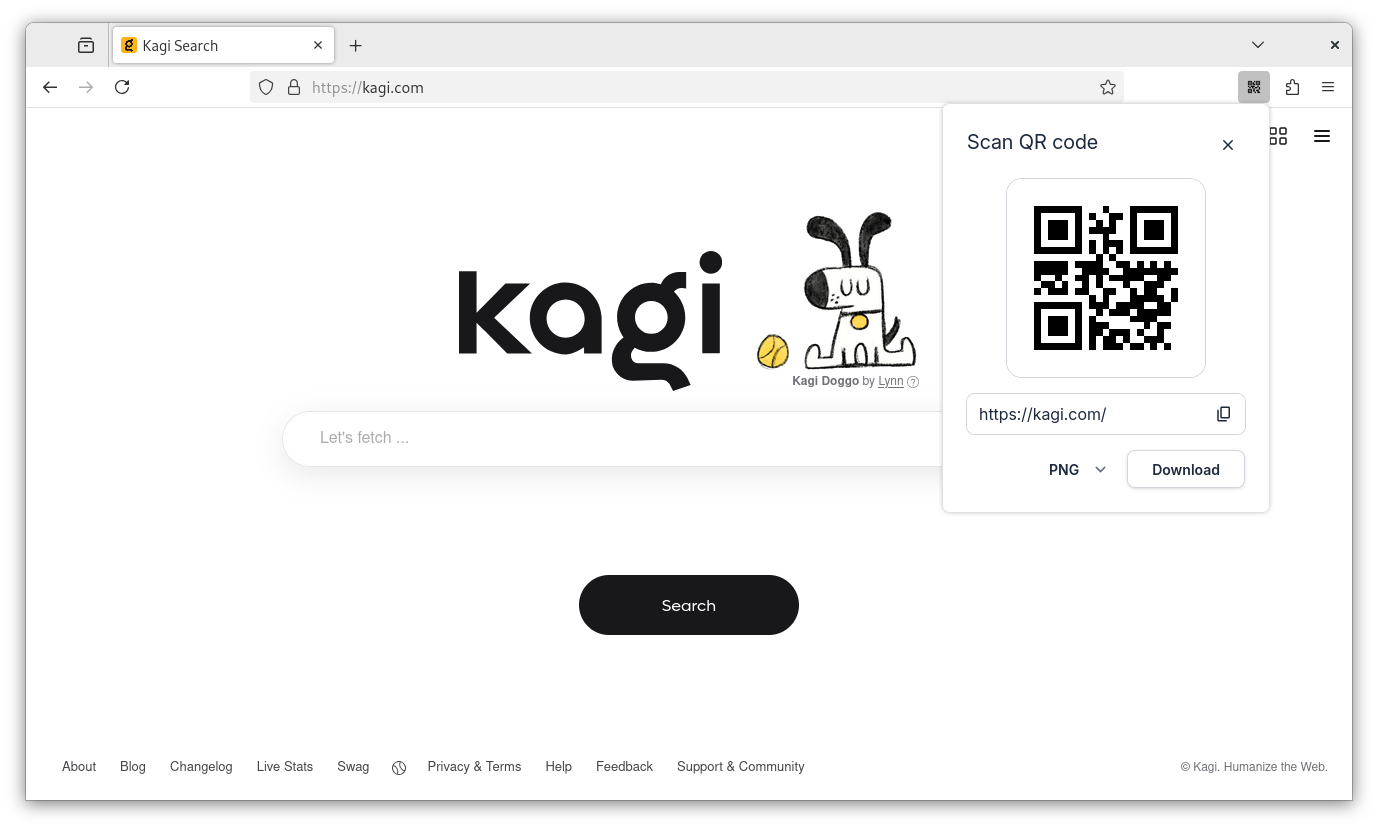 Kagi Search
https://kagi.com
Scan QR code
kagi
Kagi Doggo by Lynn ?
https://kagi.com/
Let's fetch ...
PNG
Download
Search
About Blog Changelog Live Stats Swag Privacy & Terms Help Feedback Support & Community © Kagi. Humanize the Web.